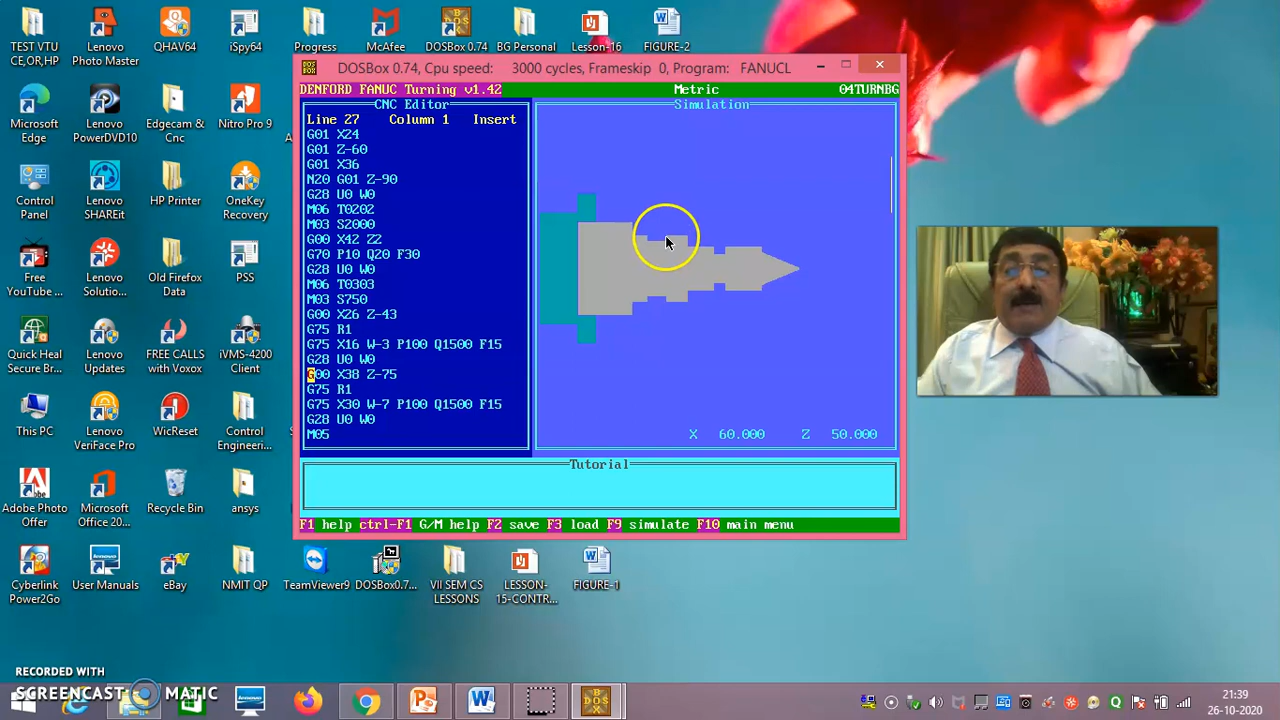 TEST VTU CE,OR,HP
Lenovo Photo Master
QHAV64
iSpy64
Progress
McAfee
DOSBox 0.74
BG Personal
Lesson-16
FIGURE-2
DOSBox 0.74, Cpu speed: 3000 cycles, Frameskip 0, Program: FANUCL
DENFORD FANUC Turning v1.42
Metric
04TURNBG
CNC Editor
Simulation
Line 27 Column 1 Insert
G01 X24
G01 Z-60
G01 X36
N20 G01 Z-90
G28 U0 W0
M06 T0202
M03 S2000
G00 X42 Z2
G70 P10 Q20 F30
G28 U0 W0
M06 T0303
M03 S750
G00 X26 Z-43
G75 R1
G75 X16 W-3 P100 Q1500 F15
G28 U0 W0
G00 X38 Z-75
G75 R1
G75 X30 W-7 P100 Q1500 F15
G28 U0 W0
M05
X 60.000 Z 50.000
Tutorial
F1 help ctrl-F1 G/M help F2 save F3 load F9 simulate F10 main menu
Microsoft Edge
Lenovo PowerDVD10
Edgecam & Cnc
Nitro Pro 9
Control Panel
Lenovo SHAREit
HP Printer
OneKey Recovery
Free YouTube ...
Lenovo Solutio...
Old Firefox Data
PSS
Quick Heal Secure Br...
Lenovo Updates
FREE CALLS with Voxox
iVMS-4200 Client
This PC
Lenovo VeriFace Pro
WicReset
Control Engineeri...
Adobe Photo Offer
Microsoft Office 20...
Recycle Bin
ansys
Cyberlink Power2Go
User Manuals
eBay
NMIT QP
TeamViewer9
DOSBox0.7...
VII SEM CS LESSONS
LESSON-15-CONTR...
FIGURE-1
RECORDED WITH
SCREENCAST MATIC
21:39
26-10-2020